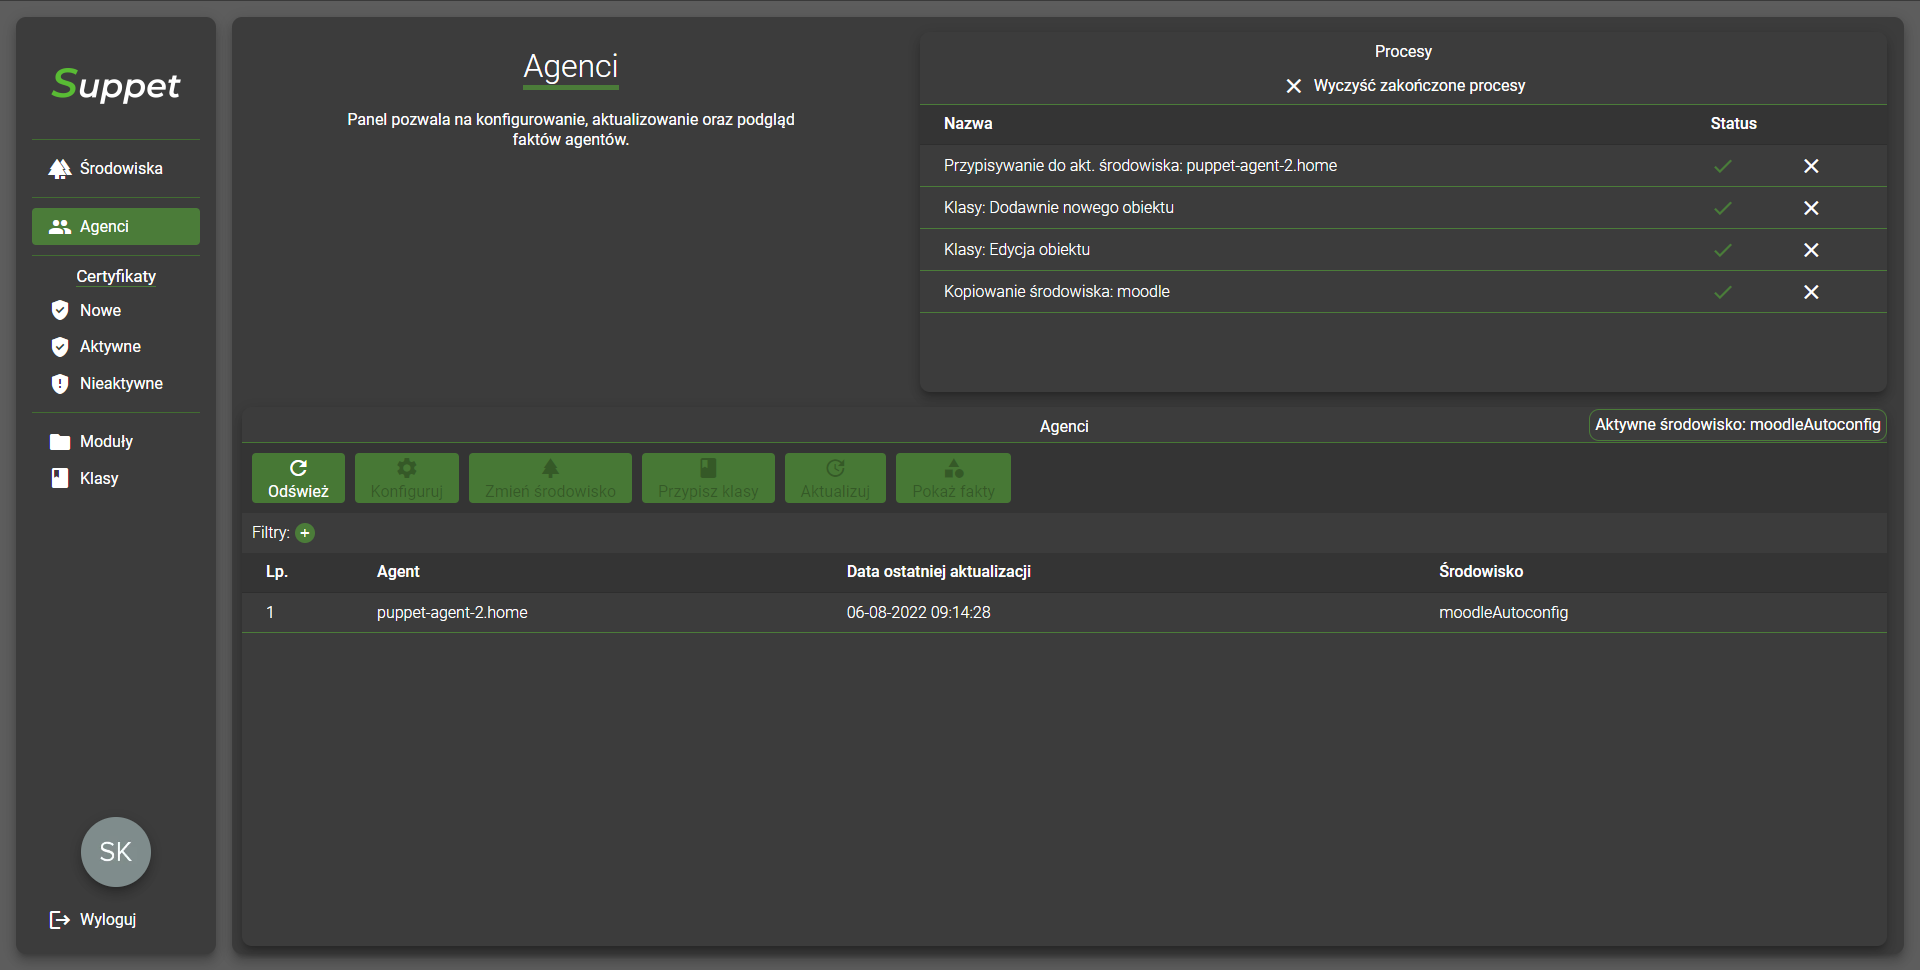 Suppet
Środowiska
Agenci
Certyfikaty
Nowe
Aktywne
Nieaktywne
Moduły
Klasy
SK
Wyloguj
Agenci
Panel pozwala na konfigurowanie, aktualizowanie oraz podgląd
faktów agentów.
Procesy
Wyczyść zakończone procesy
Nazwa Status
Przypisywanie do akt. środowiska: puppet-agent-2.home
Klasy: Dodawnie nowego obiektu
Klasy: Edycja obiektu
Kopiowanie środowiska: moodle
Agenci
Aktywne środowisko: moodleAutoconfig
Odśwież Konfiguruj Zmień środowisko Przypisz klasy Aktualizuj Pokaż fakty
Filtry:
Lp. Agent Data ostatniej aktualizacji Środowisko
1 puppet-agent-2.home 06-08-2022 09:14:28 moodleAutoconfig